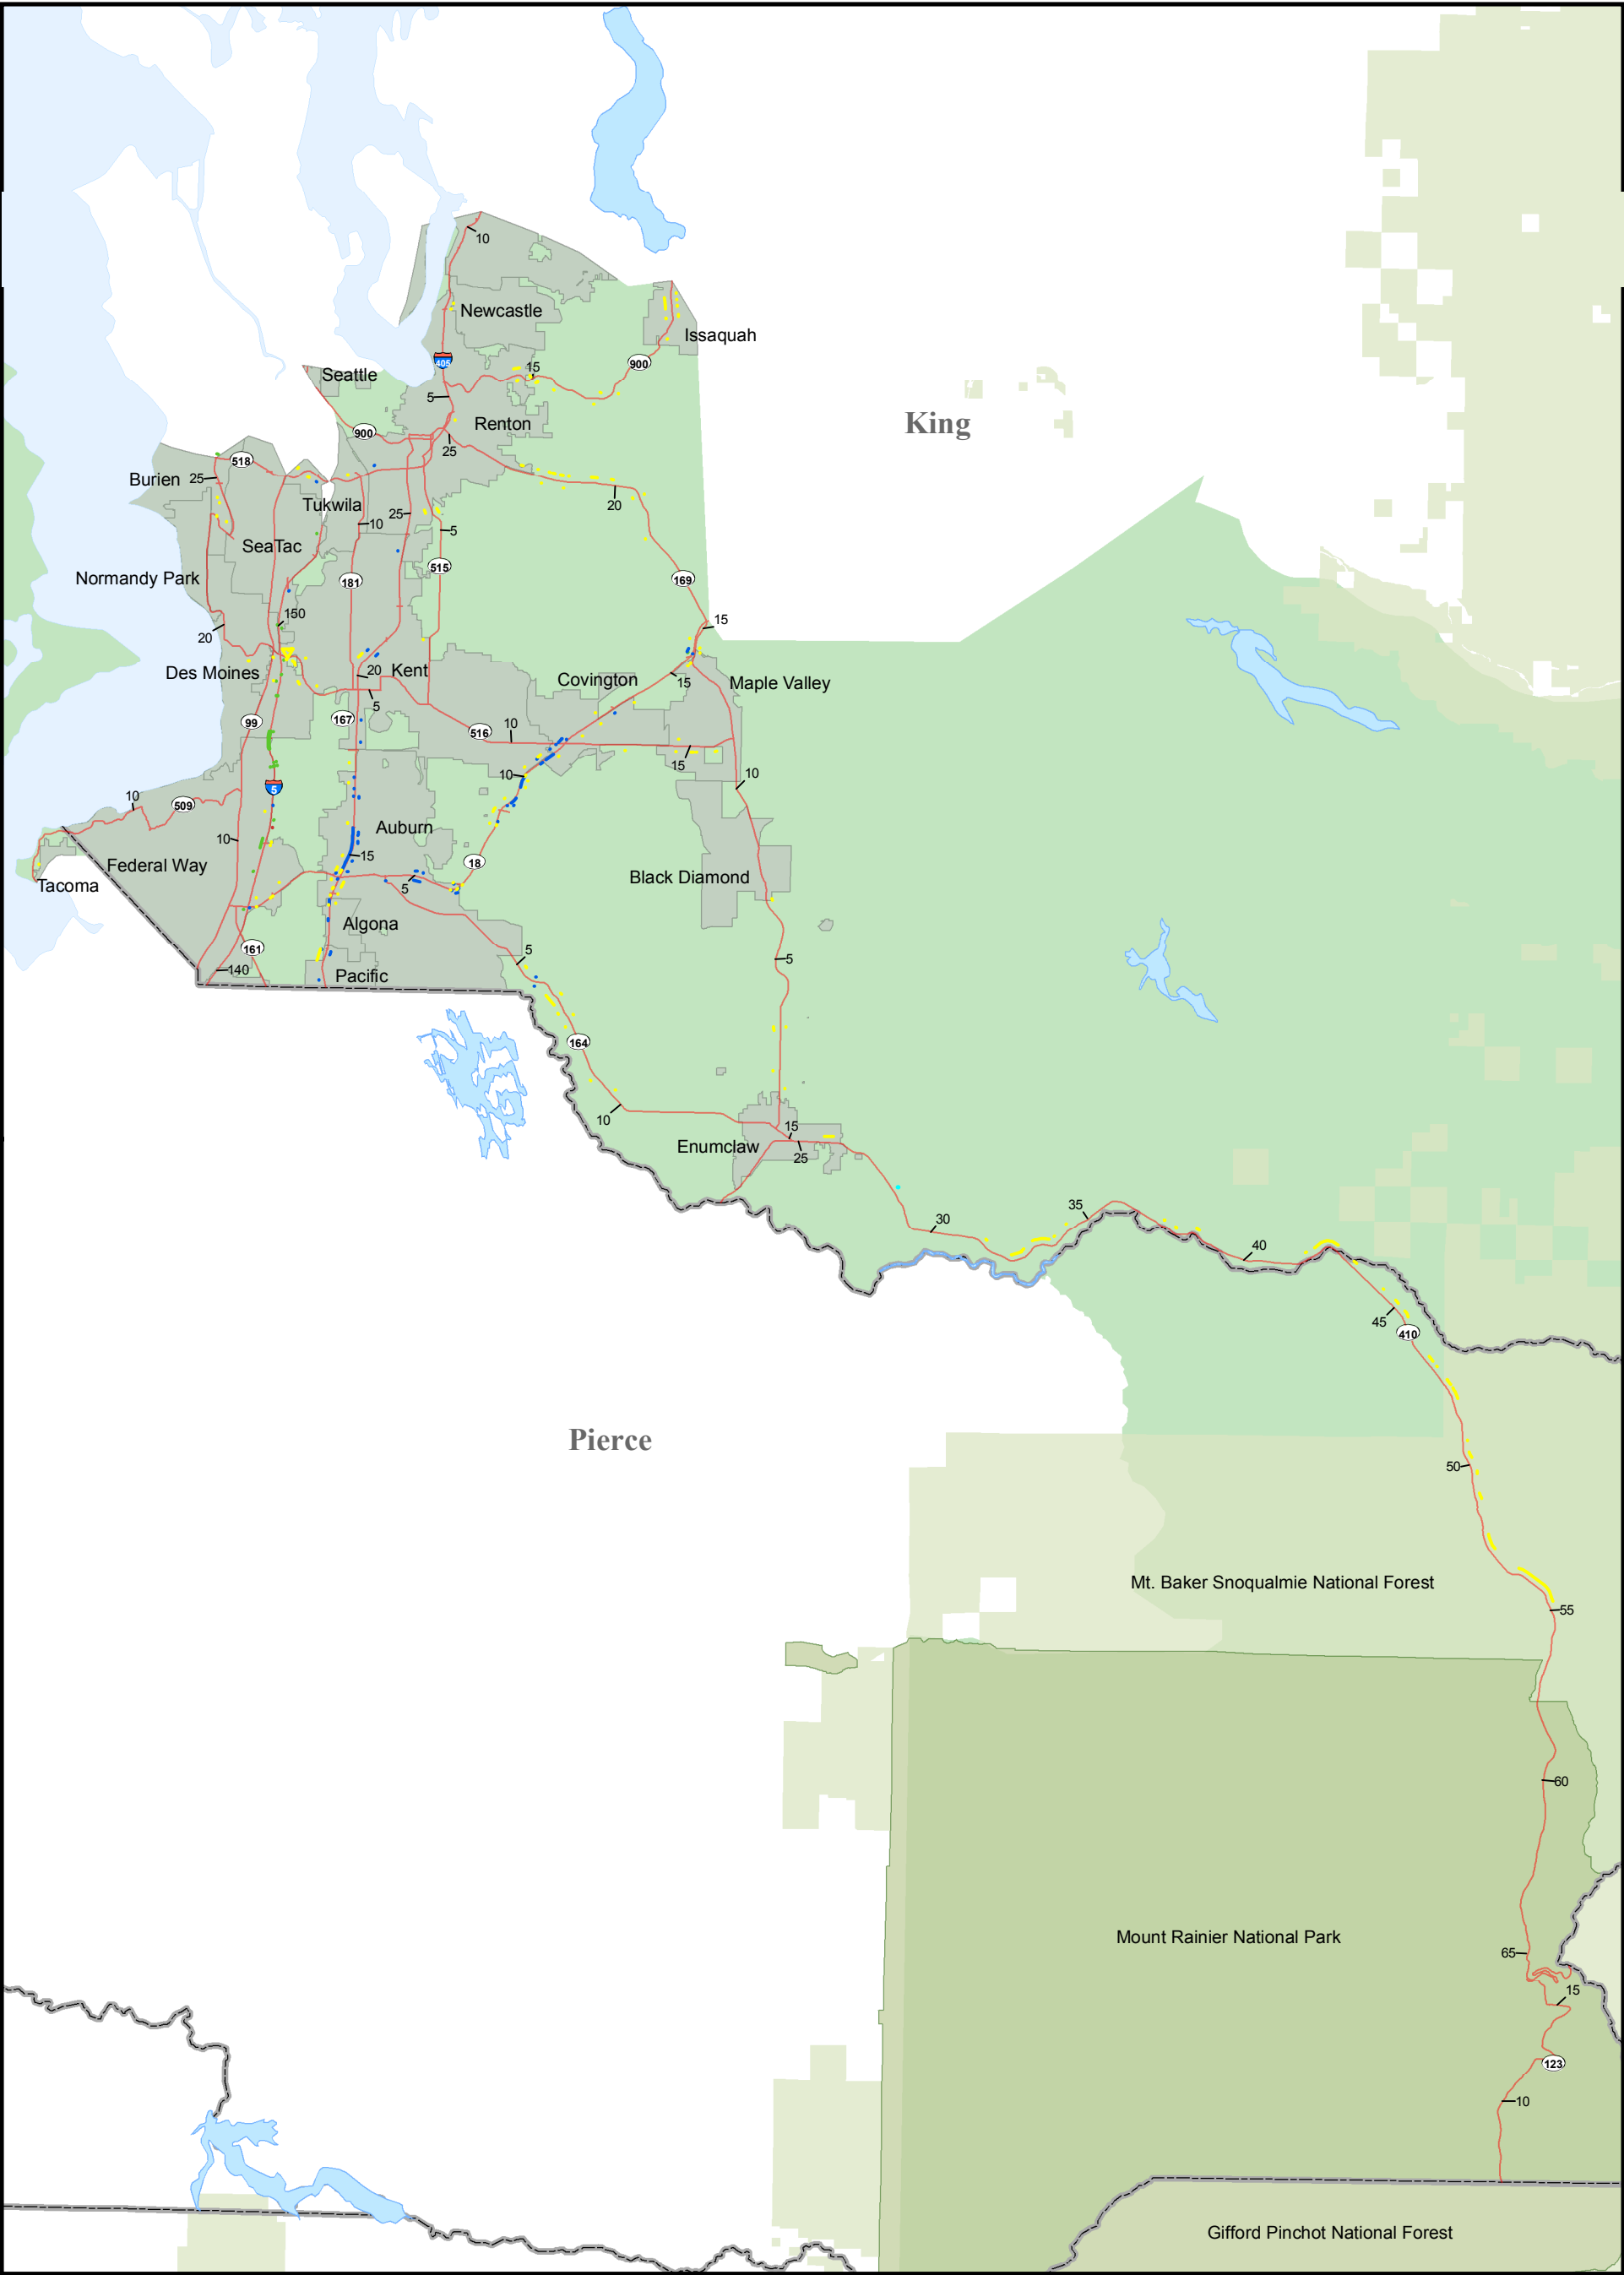 10
Newcastle
Issaquah
405
900
15
Seattle
5
King
Renton
900
25
518
Burien
25
20
Tukwila
25
10
5
SeaTac
515
Normandy Park
181
169
150
15
20
Des Moines
20
Kent
Covington
15
Maple Valley
5
99
167
10
516
15
10
10
5
10
509
Auburn
10
15
Federal Way
18
Tacoma
5
Black Diamond
Algona
161
5
5
140
Pacific
164
10
15
Enumclaw
25
35
30
40
45
410
Pierce
50
Mt. Baker Snoqualmie National Forest
55
60
Mount Rainier National Park
65
15
123
10
Gifford Pinchot National Forest